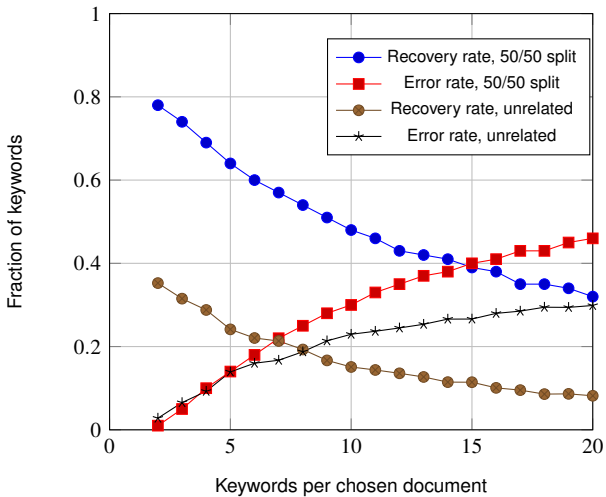 1
0.8
0.6
0.4
0.2
0
0
5
10
15
20
Fraction of keywords
Keywords per chosen document
Recovery rate, 50/50 split
Error rate, 50/50 split
Recovery rate, unrelated
Error rate, unrelated